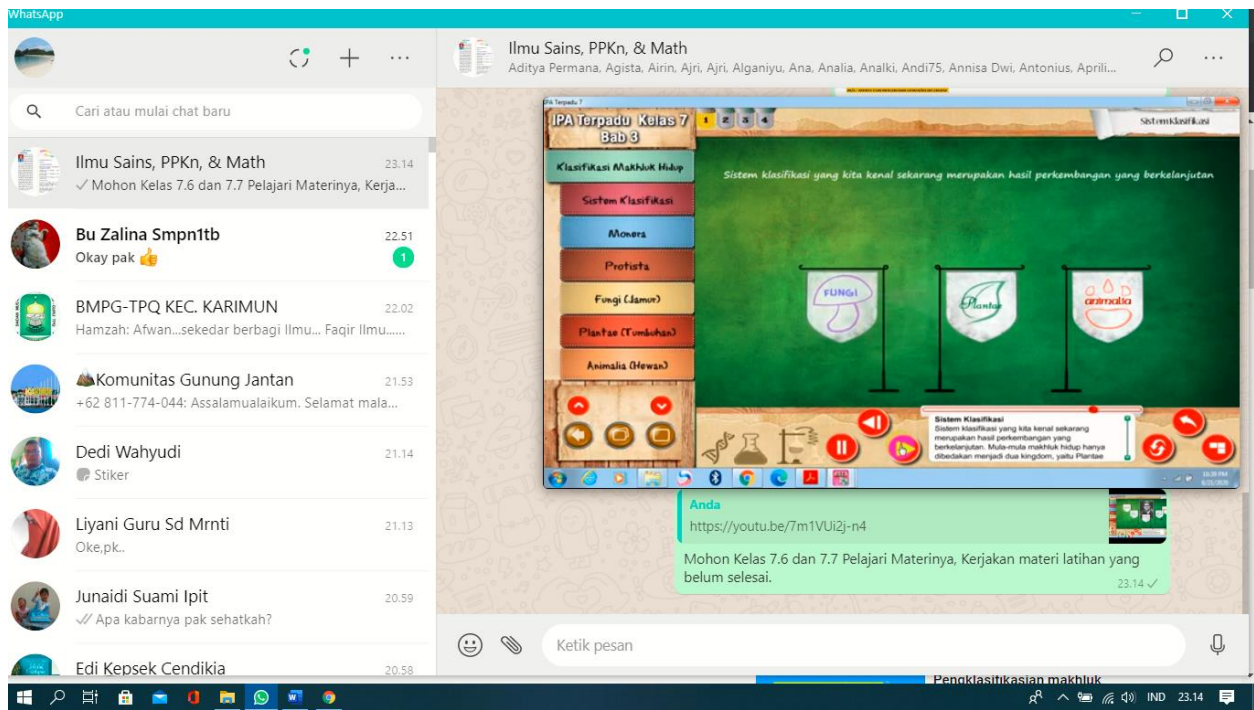 WhatsApp
Cari atau mulai chat baru
Ilmu Sains, PPKn, & Math
23.14
✓ Mohon Kelas 7.6 dan 7.7 Pelajari Materinya, Kerja...
Bu Zalina Smpn1tb
22.51
Okay pak 👍
1
BMPG-TPQ KEC. KARIMUN
22.02
Hamzah: Afwan...sekedar berbagi Ilmu... Faqir Ilmu......
🏔Komunitas Gunung Jantan
21.53
+62 811-774-044: Assalamualaikum. Selamat mala...
Dedi Wahyudi
21.14
Stiker
Liyani Guru Sd Mrnti
21.13
Oke,pk..
Junaidi Suami Ipit
20.59
✓✓ Apa kabarnya pak sehatkah?
Edi Kepsek Cendikia
20.58
Ilmu Sains, PPKn, & Math
Aditya Permana, Agista, Airin, Ajri, Ajri, Alganiyu, Ana, Analia, Analki, Andi75, Annisa Dwi, Antonius, Aprili...
IPA Terpadu 7
IPA Terpadu Kelas 7
Bab 3
1 2 3 4
Sistem Klasifikasi
Klasifikasi Makhluk Hidup
Sistem Klasifikasi
Monera
Protista
Fungi (Jamur)
Plantae (Tumbuhan)
Animalia (Hewan)
Sistem klasifikasi yang kita kenal sekarang merupakan hasil perkembangan yang berkelanjutan
FUNGI
Plantae
animalia
Sistem Klasifikasi
Sistem klasifikasi yang kita kenal sekarang
merupakan hasil perkembangan yang
berkelanjutan. Mula-mula makhluk hidup hanya
dibedakan menjadi dua kingdom, yaitu Plantae
10:39 PM
Anda
https://youtu.be/7m1VUi2j-n4
Mohon Kelas 7.6 dan 7.7 Pelajari Materinya, Kerjakan materi latihan yang
belum selesai.
23.14 ✓
Ketik pesan
Pengklasifikasian makhluk
IND 23.14